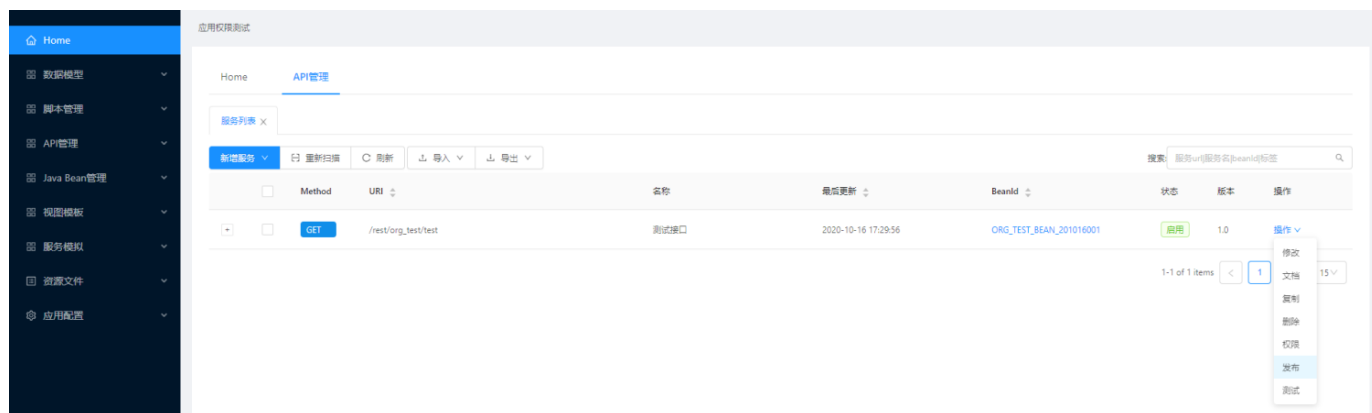 应用权限测试
Home
数据模型
脚本管理
API管理
Java Bean管理
视图模板
服务模拟
资源文件
应用配置
Home API管理
服务列表 ×
新增服务 重新扫描 刷新 导入 导出 搜索: 服务url|服务名|beanId|标签
Method URI 名称 最后更新 BeanId 状态 版本 操作
+ GET /rest/org_test/test 测试接口 2020-10-16 17:29:56 ORG_TEST_BEAN_201016001 启用 1.0 操作
1-1 of 1 items < 1 15
修改
文档
复制
删除
权限
发布
测试